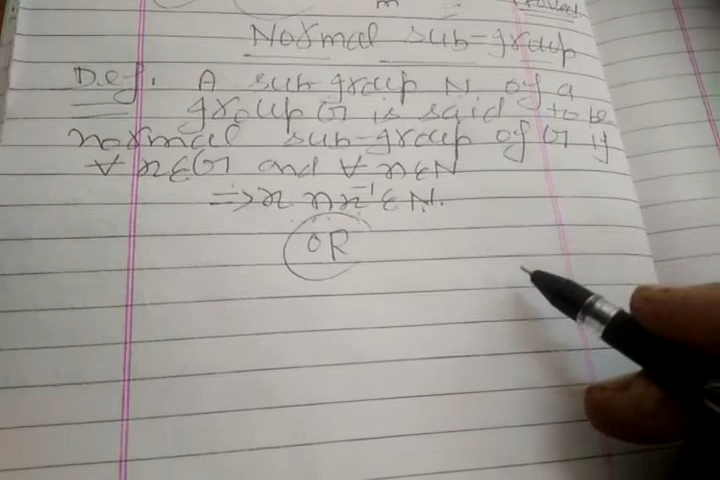 Normal sub-group
Def. A sub group N of a
group G is said to be
normal sub-group of G if
∀ x∈G and ∀ n∈N
⇒ x n x⁻¹ ∈ N.
OR